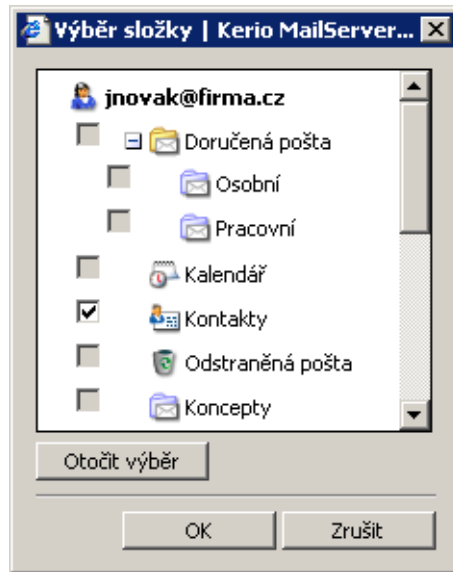 Výběr složky | Kerio MailServer...
jnovak@firma.cz
Doručená pošta
Osobní
Pracovní
Kalendář
Kontakty
Odstraněná pošta
Koncepty
Otočit výběr
OK Zrušit